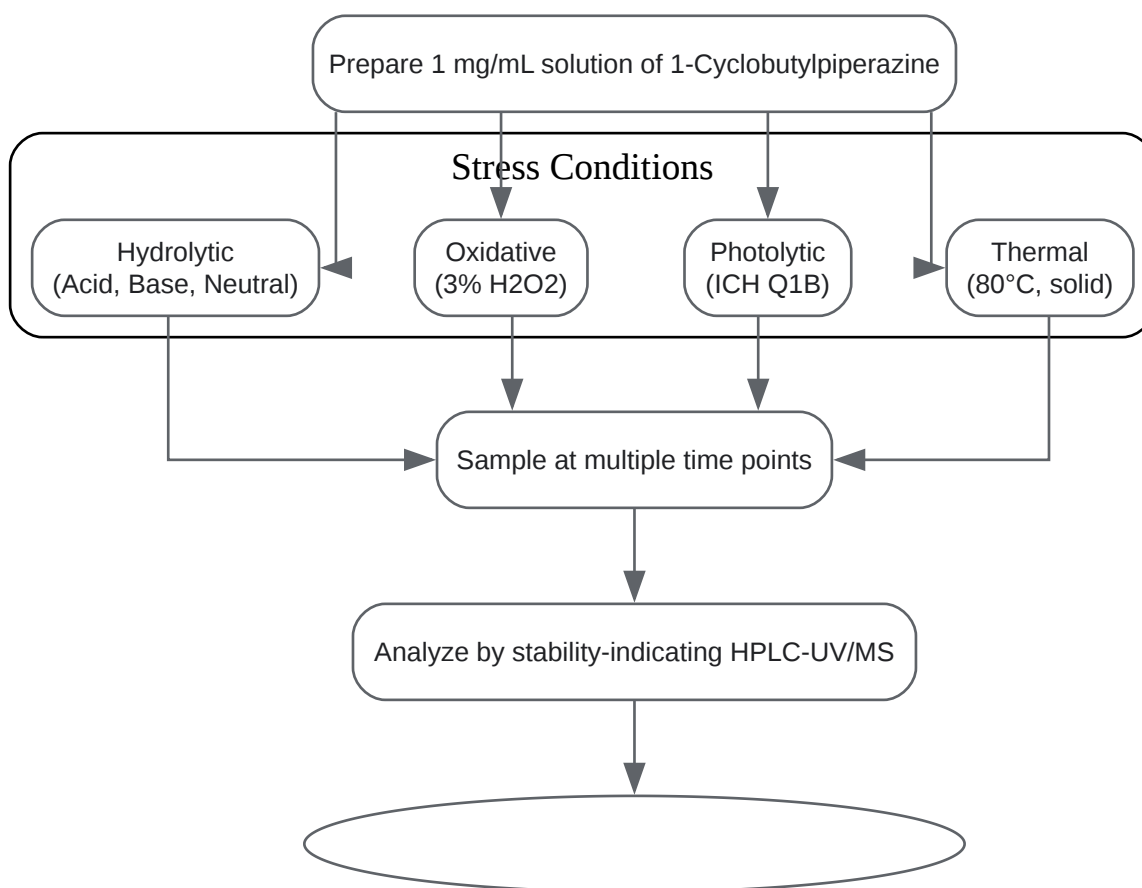 Prepare 1 mg/mL solution of 1-Cyclobutylpiperazine
Stress Conditions
Hydrolytic
(Acid, Base, Neutral)
Oxidative
(3% H2O2)
Photolytic
(ICH Q1B)
Thermal
(80°C, solid)
Sample at multiple time points
Analyze by stability-indicating HPLC-UV/MS